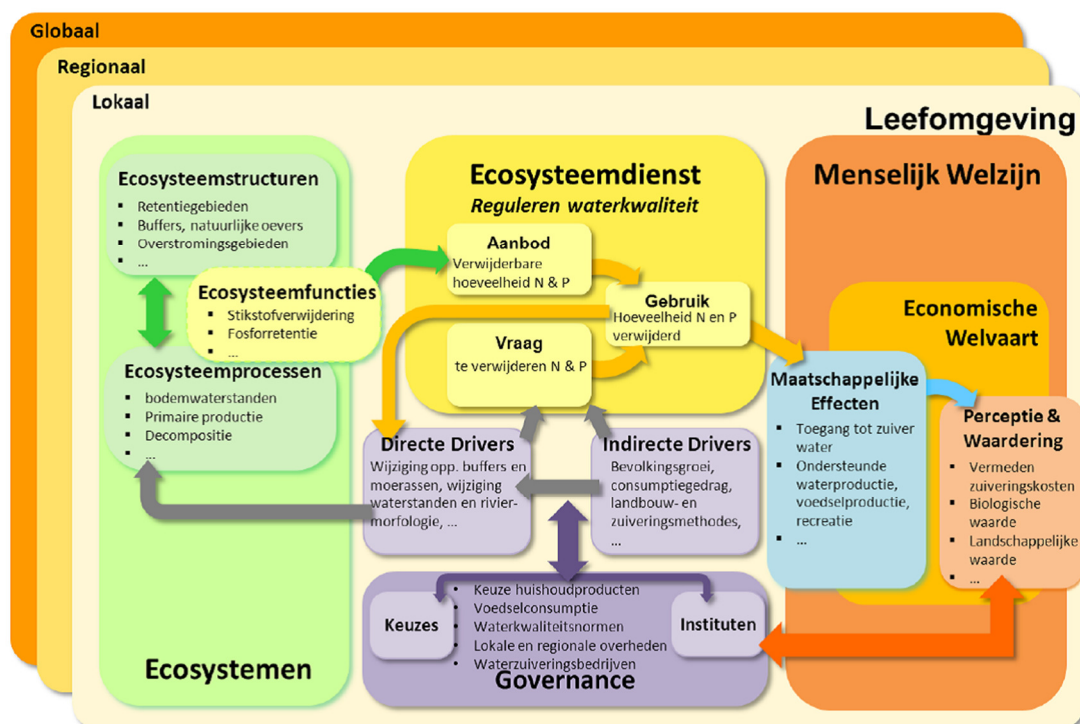 Globaal
Regionaal
Lokaal
Leefomgeving
Ecosysteemstructuren
▪ Retentiegebieden
▪ Buffers, natuurlijke oevers
▪ Overstromingsgebieden
▪ ...
Ecosysteemfuncties
▪ Stikstofverwijdering
▪ Fosforretentie
▪ ...
Ecosysteemprocessen
▪ bodemwaterstanden
▪ Primaire productie
▪ Decompositie
▪ ...
Ecosystemen
Ecosysteemdienst
Reguleren waterkwaliteit
Aanbod
Verwijderbare
hoeveelheid N & P
Gebruik
Hoeveelheid N en P
verwijderd
Vraag
te verwijderen N & P
Directe Drivers
Wijziging opp. buffers en
moerassen, wijziging
waterstanden en rivier-
morfologie, ...
Indirecte Drivers
Bevolkingsgroei,
consumptiegedrag,
landbouw- en
zuiveringsmethodes,
...
Keuzes
▪ Keuze huishoudproducten
▪ Voedselconsumptie
▪ Waterkwaliteitsnormen
▪ Lokale en regionale overheden
▪ Waterzuiveringsbedrijven
Instituten
Governance
Menselijk Welzijn
Economische
Welvaart
Maatschappelijke
Effecten
▪ Toegang tot zuiver
water
▪ Ondersteunde
waterproductie,
voedselproductie,
recreatie
▪ ...
Perceptie &
Waardering
▪ Vermeden
zuiveringskosten
▪ Biologische
waarde
▪ Landschappelijke
waarde
▪ ...